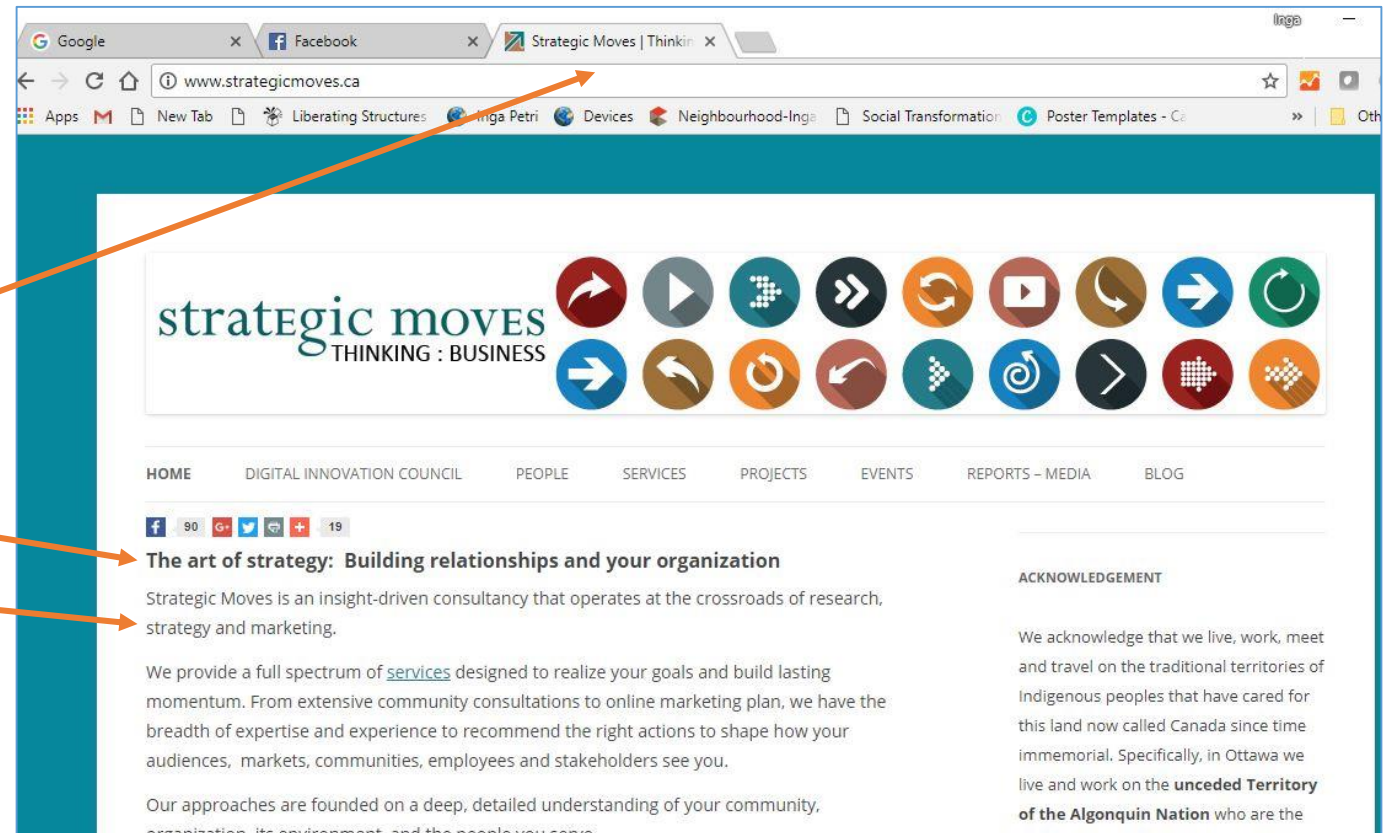 Inga
Google
Facebook
Strategic Moves | Thinkin
www.strategicmoves.ca
Apps New Tab Liberating Structures Inga Petri Devices Neighbourhood-Inga Social Transformation Poster Templates - Ca » Oth
strategic moves
THINKING : BUSINESS
HOME DIGITAL INNOVATION COUNCIL PEOPLE SERVICES PROJECTS EVENTS REPORTS – MEDIA BLOG
90 G+ 19
The art of strategy: Building relationships and your organization
Strategic Moves is an insight-driven consultancy that operates at the crossroads of research,
strategy and marketing.
We provide a full spectrum of services designed to realize your goals and build lasting
momentum. From extensive community consultations to online marketing plan, we have the
breadth of expertise and experience to recommend the right actions to shape how your
audiences, markets, communities, employees and stakeholders see you.
Our approaches are founded on a deep, detailed understanding of your community,
organization, its environment, and the people you serve.
ACKNOWLEDGEMENT
We acknowledge that we live, work, meet
and travel on the traditional territories of
Indigenous peoples that have cared for
this land now called Canada since time
immemorial. Specifically, in Ottawa we
live and work on the unceded Territory
of the Algonquin Nation who are the